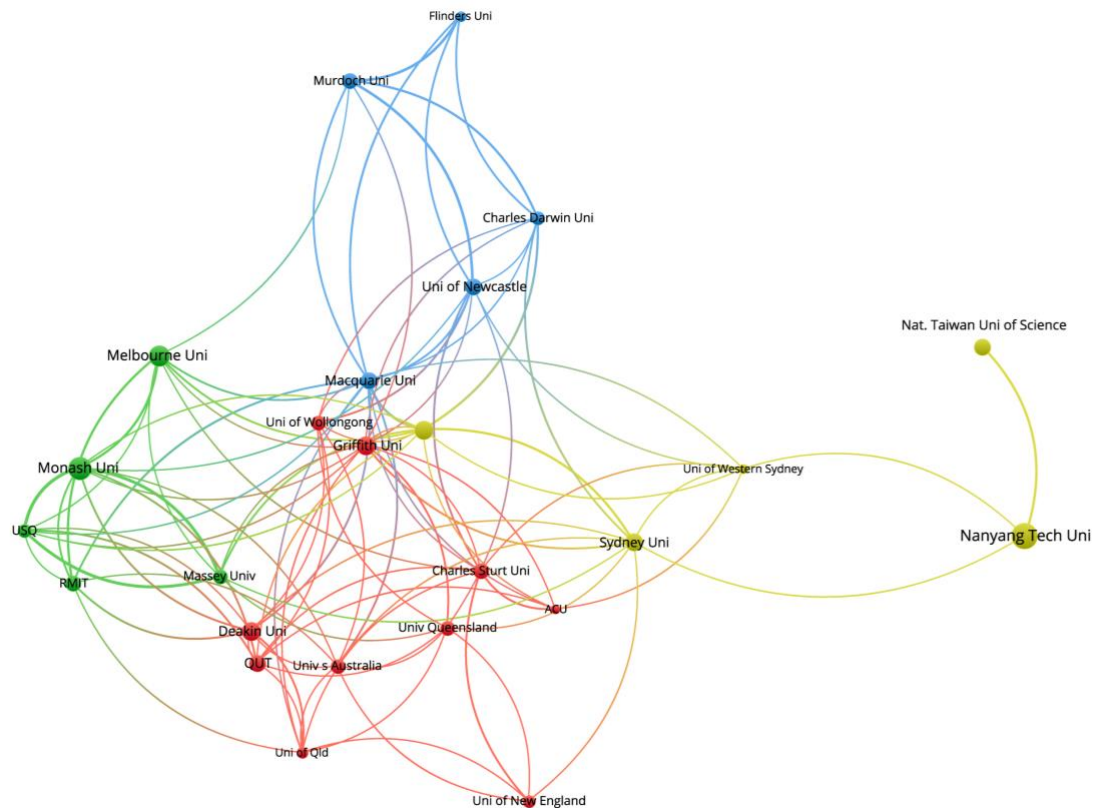 Flinders Uni
Murdoch Uni
Charles Darwin Uni
Uni of Newcastle
Nat. Taiwan Uni of Science
Melbourne Uni
Macquarie Uni
Uni of Wollongong
Griffith Uni
Monash Uni
Uni of Western Sydney
USQ
Nanyang Tech Uni
Sydney Uni
Charles Sturt Uni
Massey Univ
RMIT
ACU
Univ Queensland
Deakin Uni
QUT
Univ s Australia
Uni of Qld
Uni of New England